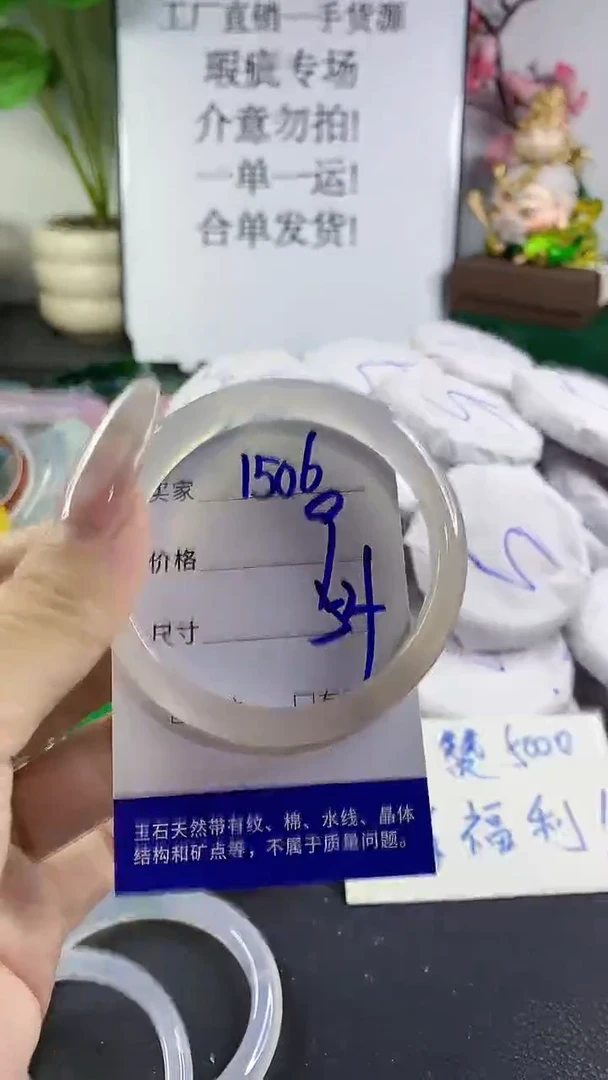 工厂直销一手货源
瑕疵专场
介意勿拍!
一单一运!
合单发货!
买家 1506
价格
尺寸
赞 5000
福利!
玉石天然带有纹、棉、水线、晶体
结构和矿点等，不属于质量问题。